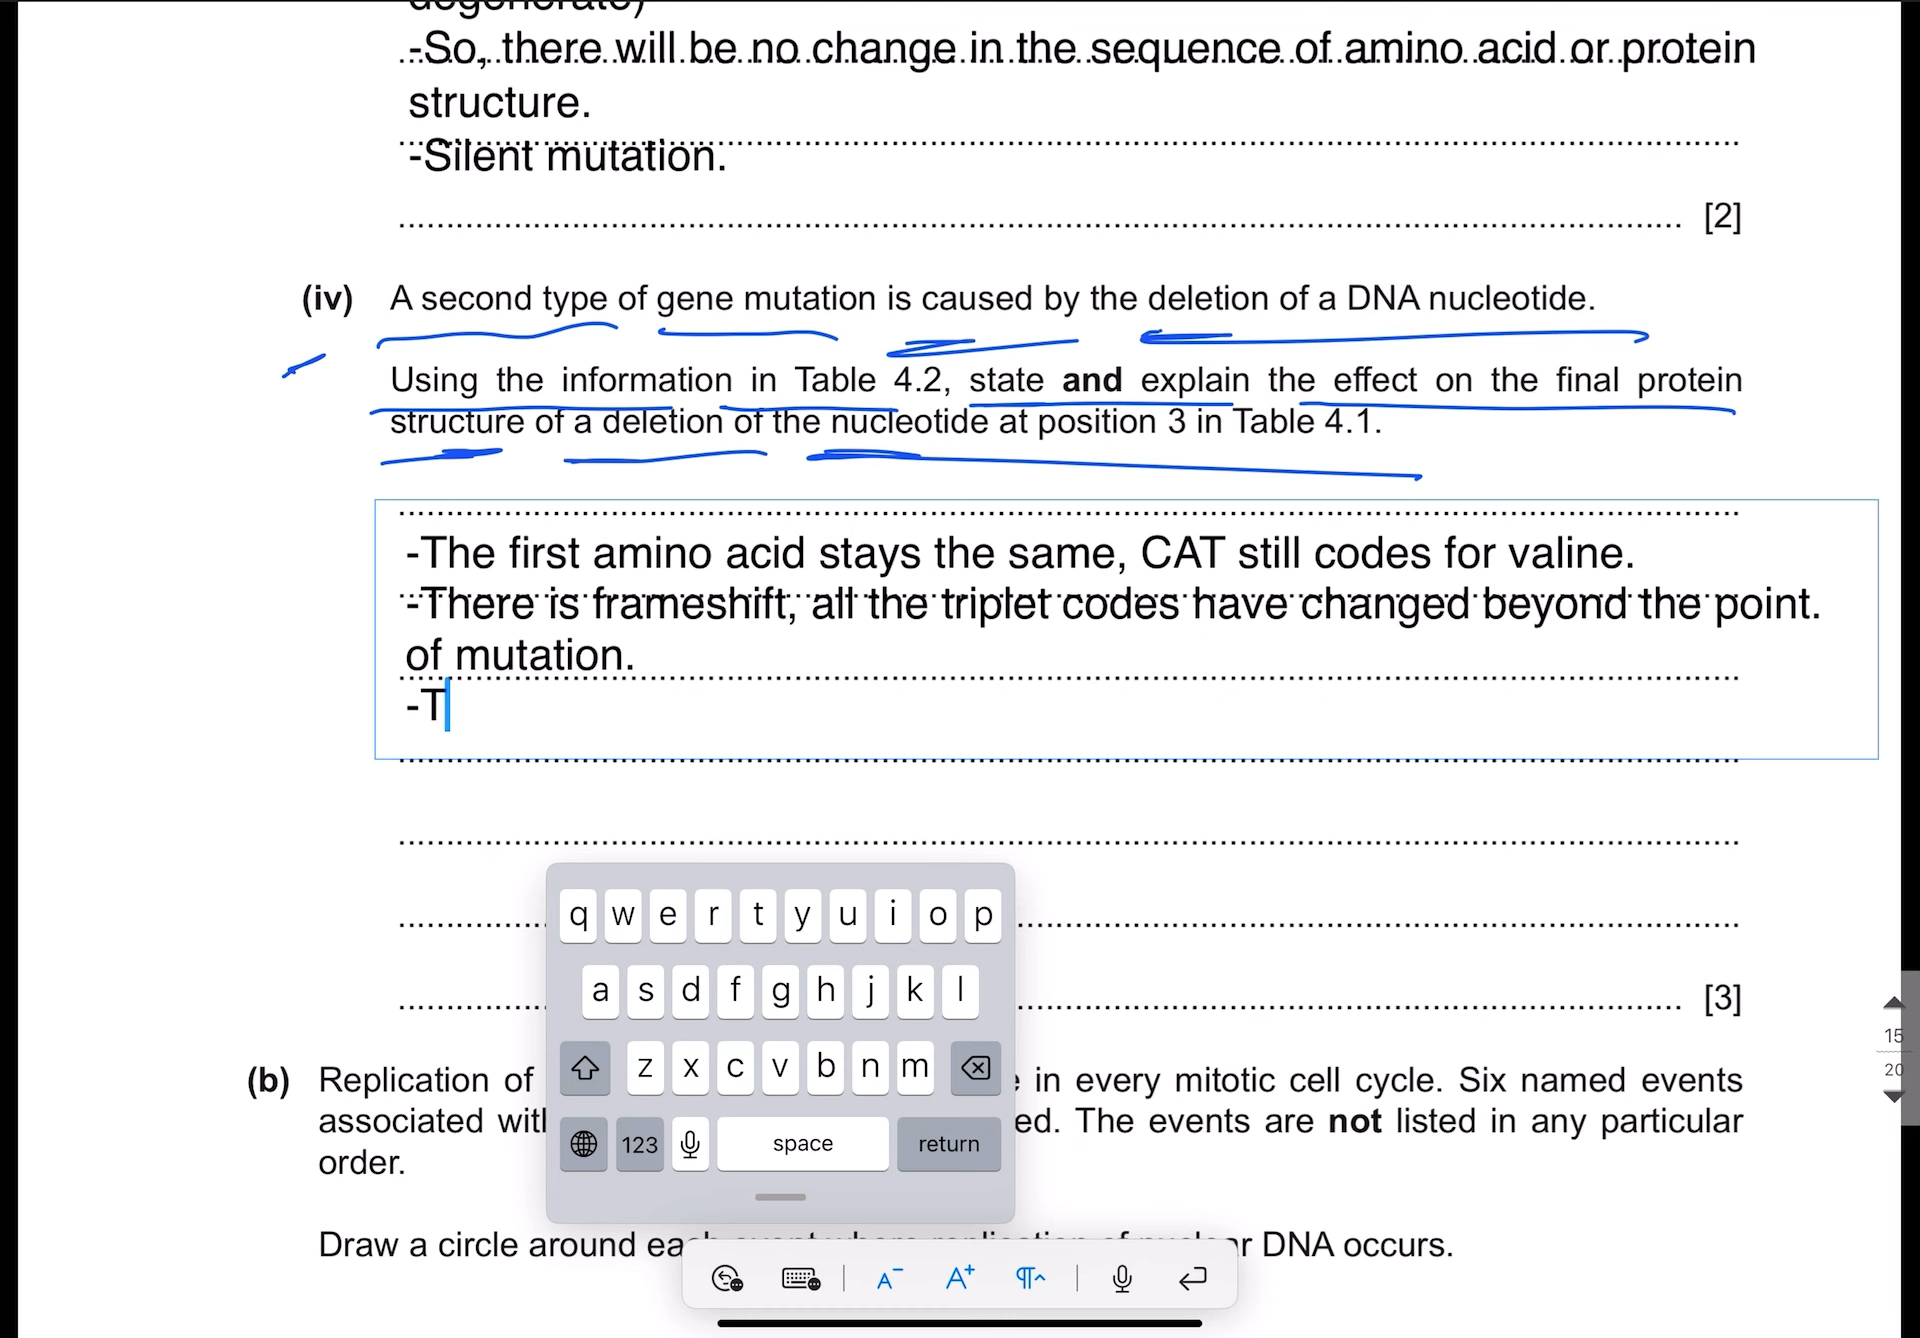 degenerate)
-So, there will be no change in the sequence of amino acid or protein
structure.
-Silent mutation.
[2]
(iv) A second type of gene mutation is caused by the deletion of a DNA nucleotide.
Using the information in Table 4.2, state and explain the effect on the final protein
structure of a deletion of the nucleotide at position 3 in Table 4.1.
-The first amino acid stays the same, CAT still codes for valine.
-There is frameshift, all the triplet codes have changed beyond the point.
of mutation.
-T
[3]
(b) Replication of in every mitotic cell cycle. Six named events
associated ed. The events are not listed in any particular
order.
Draw a circle around DNA occurs.
q w e r t y u i o p
a s d f g h j k l
z x c v b n m
123 space return
A- A+
15
20